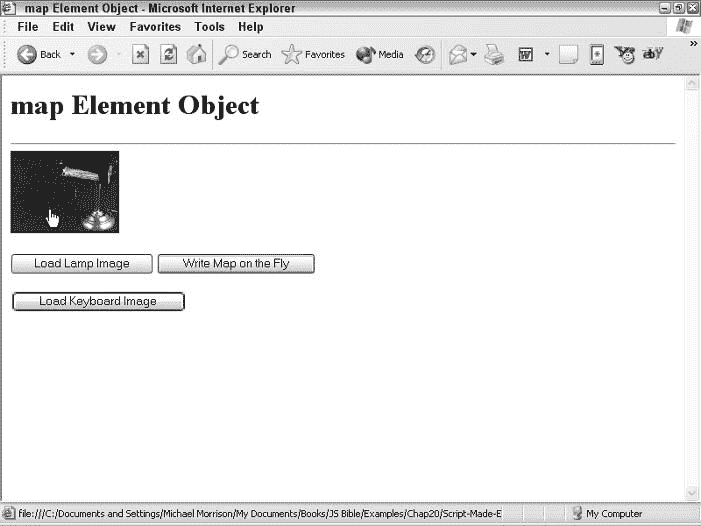 map Element Object - Microsoft Internet Explorer
File Edit View Favorites Tools Help
Back Search Favorites Media
map Element Object
Load Lamp Image Write Map on the Fly
Load Keyboard Image
file:///C:/Documents and Settings/Michael Morrison/My Documents/Books/JS Bible/Examples/Chap20/Script-Made-E My Computer